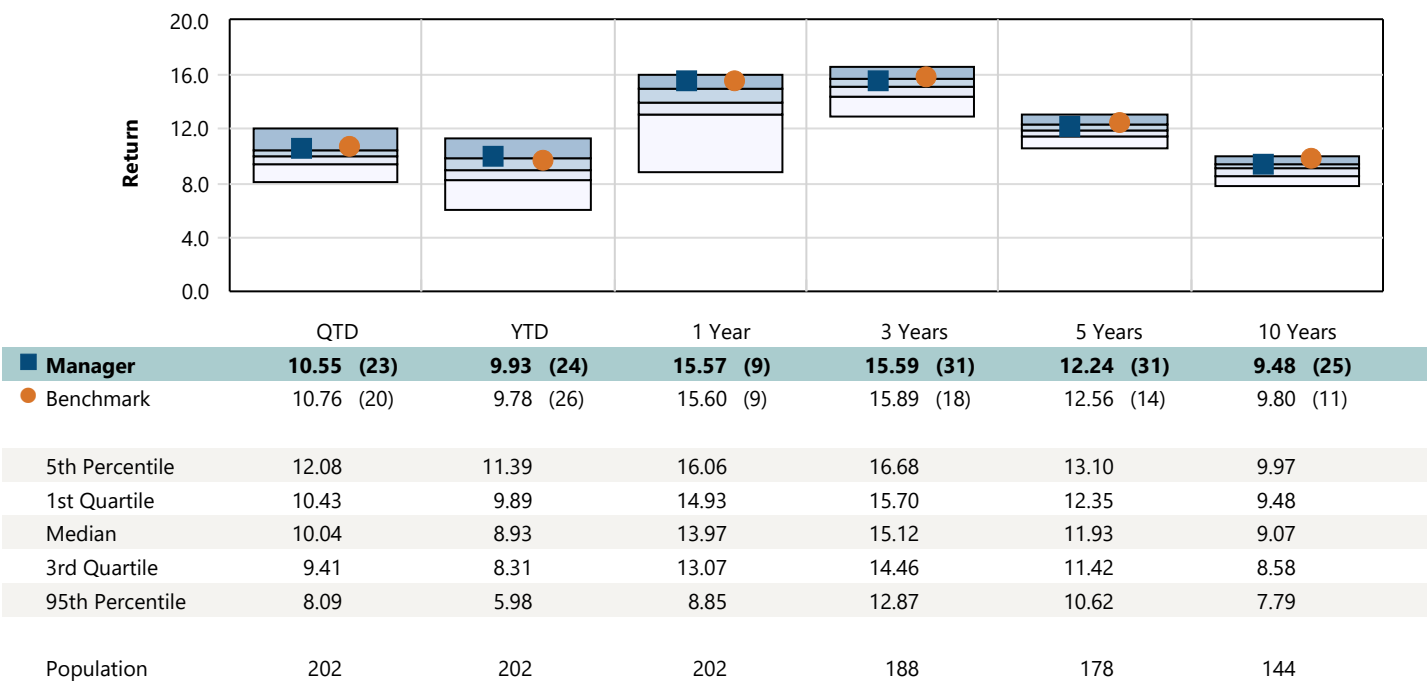 20.0
16.0
12.0
8.0
4.0
0.0
Return
QTD YTD 1 Year 3 Years 5 Years 10 Years
Manager 10.55 (23) 9.93 (24) 15.57 (9) 15.59 (31) 12.24 (31) 9.48 (25)
Benchmark 10.76 (20) 9.78 (26) 15.60 (9) 15.89 (18) 12.56 (14) 9.80 (11)
5th Percentile 12.08 11.39 16.06 16.68 13.10 9.97
1st Quartile 10.43 9.89 14.93 15.70 12.35 9.48
Median 10.04 8.93 13.97 15.12 11.93 9.07
3rd Quartile 9.41 8.31 13.07 14.46 11.42 8.58
95th Percentile 8.09 5.98 8.85 12.87 10.62 7.79
Population 202 202 202 188 178 144